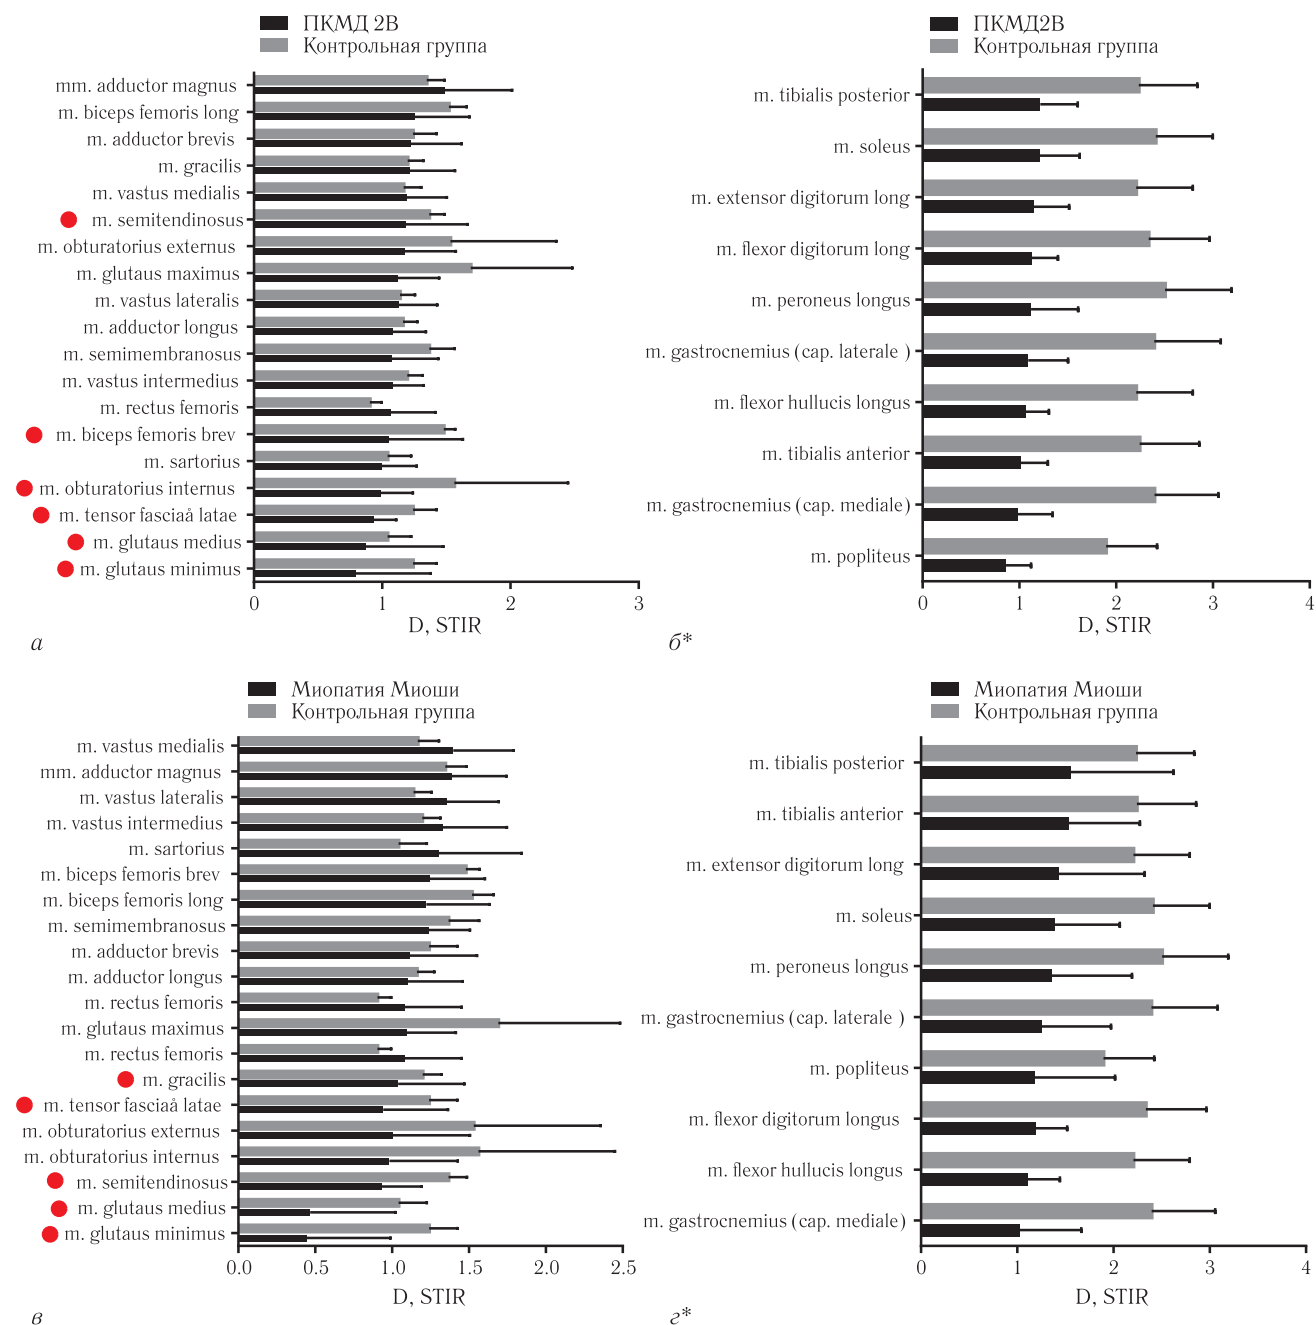 ПКМД 2В
Контрольная группа
mm. adductor magnus
m. biceps femoris long
m. adductor brevis
m. gracilis
m. vastus medialis
m. semitendinosus
m. obturatorius externus
m. glutaus maximus
m. vastus lateralis
m. adductor longus
m. semimembranosus
m. vastus intermedius
m. rectus femoris
m. biceps femoris brev
m. sartorius
m. obturatorius internus
m. tensor fasciaå latae
m. glutaus medius
m. glutaus minimus
0 1 2 3
D, STIR
а
ПКМД2В
Контрольная группа
m. tibialis posterior
m. soleus
m. extensor digitorum long
m. flexor digitorum long
m. peroneus longus
m. gastrocnemius (cap. laterale )
m. flexor hullucis longus
m. tibialis anterior
m. gastrocnemius (cap. mediale)
m. popliteus
0 1 2 3 4
D, STIR
б*
Миопатия Миоши
Контрольная группа
m. vastus medialis
mm. adductor magnus
m. vastus lateralis
m. vastus intermedius
m. sartorius
m. biceps femoris brev
m. biceps femoris long
m. semimembranosus
m. adductor brevis
m. adductor longus
m. rectus femoris
m. glutaus maximus
m. rectus femoris
m. gracilis
m. tensor fasciaå latae
m. obturatorius externus
m. obturatorius internus
m. semitendinosus
m. glutaus medius
m. glutaus minimus
0.0 0.5 1.0 1.5 2.0 2.5
D, STIR
в
Миопатия Миоши
Контрольная группа
m. tibialis posterior
m. tibialis anterior
m. extensor digitorum long
m. soleus
m. peroneus longus
m. gastrocnemius (cap. laterale )
m. popliteus
m. flexor digitorum longus
m. flexor hullucis longus
m. gastrocnemius (cap. mediale)
0 1 2 3 4
D, STIR
г*